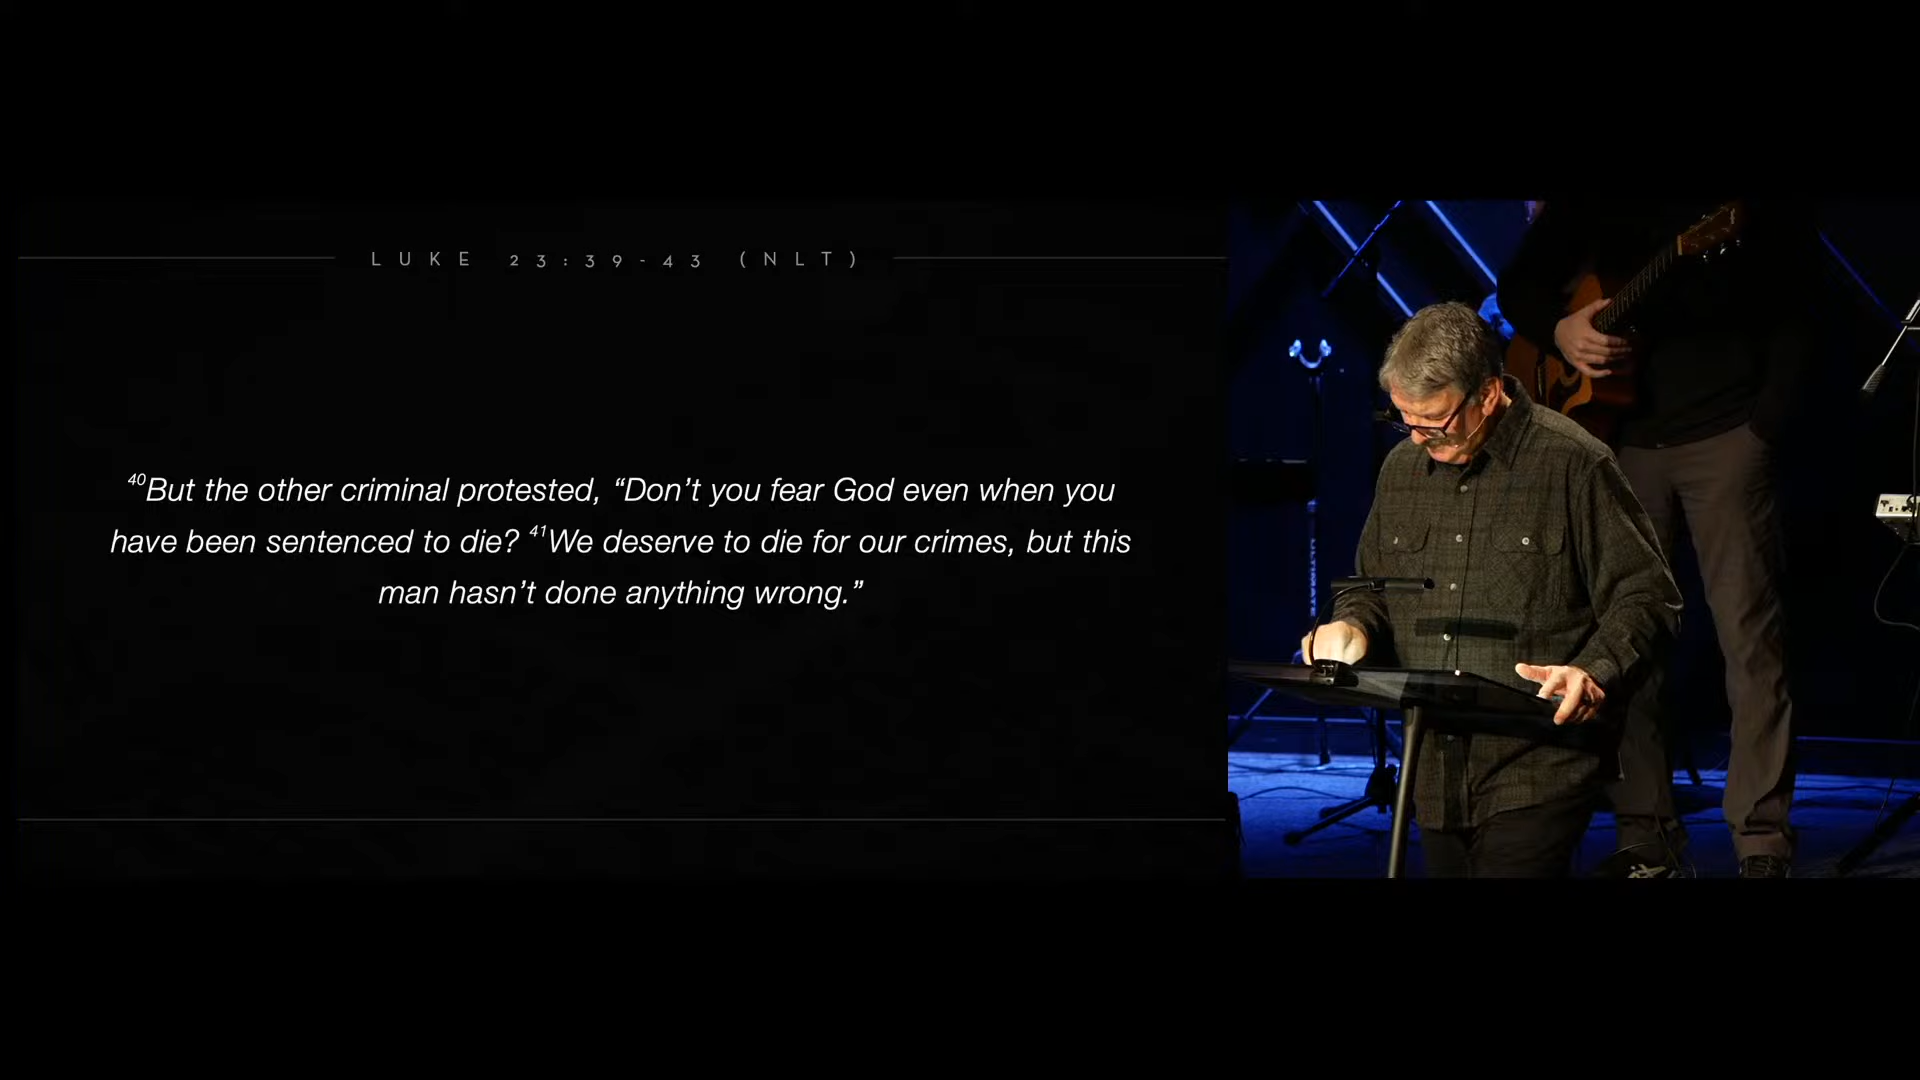 LUKE 23:39-43 (NLT)
⁴⁰But the other criminal protested, “Don’t you fear God even when you
have been sentenced to die? ⁴¹We deserve to die for our crimes, but this
man hasn’t done anything wrong.”
ULTIMATE